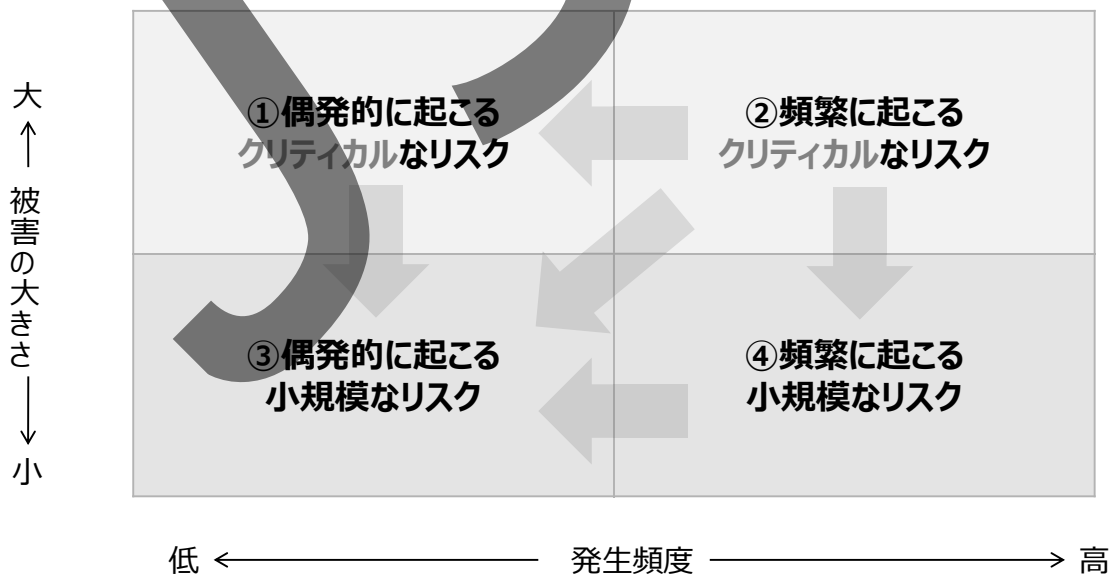 大
被害の大きさ
小
①偶発的に起こる
クリティカルなリスク
②頻繁に起こる
クリティカルなリスク
③偶発的に起こる
小規模なリスク
④頻繁に起こる
小規模なリスク
低
発生頻度
高